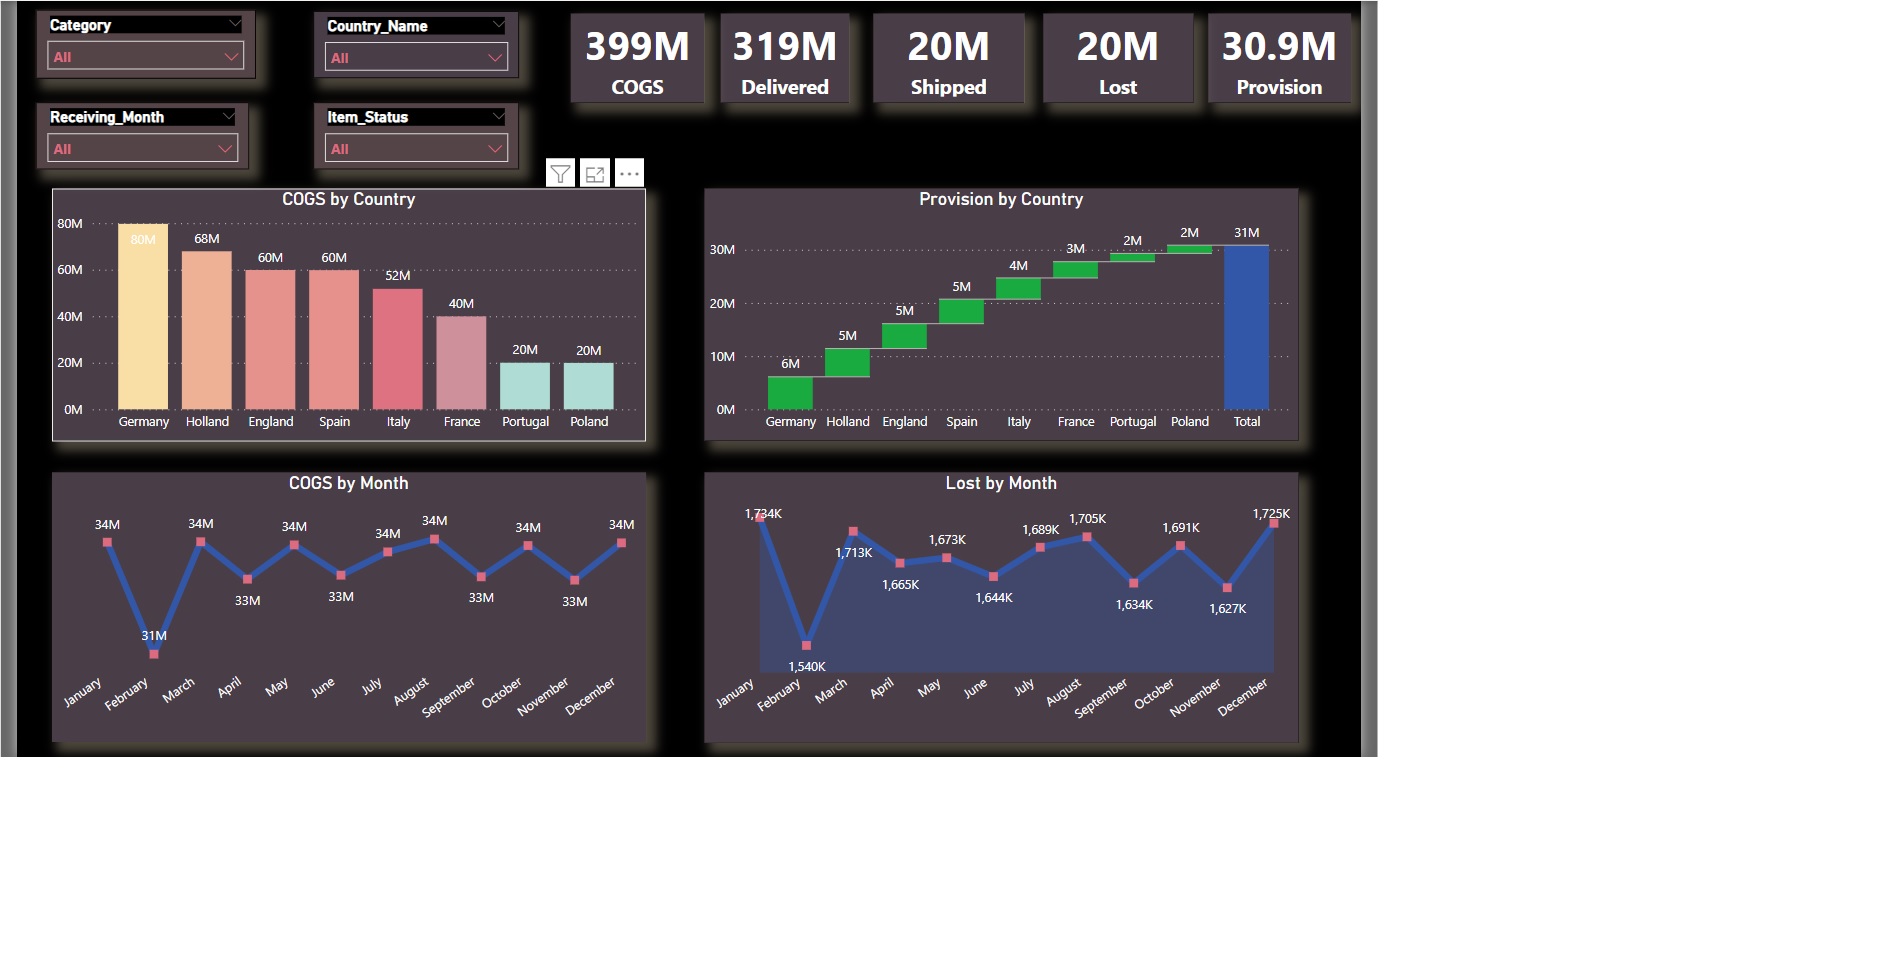 Category
All
Country_Name
All
Receiving_Month
All
Item_Status
All
399M
COGS
319M
Delivered
20M
Shipped
20M
Lost
30.9M
Provision
COGS by Country
80M
60M
40M
20M
0M
80M
68M
60M
60M
52M
40M
20M
20M
Germany
Holland
England
Spain
Italy
France
Portugal
Poland
Provision by Country
30M
20M
10M
0M
6M
5M
5M
5M
4M
3M
2M
2M
31M
Germany
Holland
England
Spain
Italy
France
Portugal
Poland
Total
COGS by Month
34M
31M
34M
33M
34M
33M
34M
34M
33M
34M
33M
34M
January
February
March
April
May
June
July
August
September
October
November
December
Lost by Month
1,734K
1,540K
1,713K
1,665K
1,673K
1,644K
1,689K
1,705K
1,634K
1,691K
1,627K
1,725K
January
February
March
April
May
June
July
August
September
October
November
December